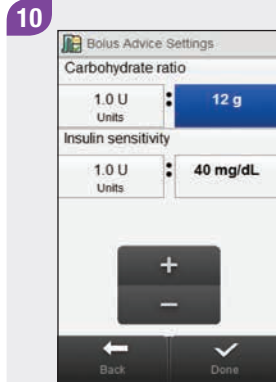 10
Bolus Advice Settings
Carbohydrate ratio
1.0 U : 12 g
Units
Insulin sensitivity
1.0 U : 40 mg/dL
Units
+
−
Back Done